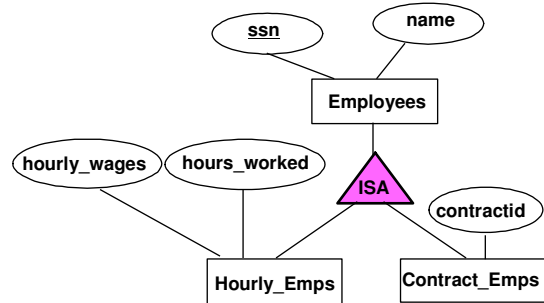 name
ssn
Employees
hourly_wages
hours_worked
ISA
contractid
Hourly_Emps
Contract_Emps